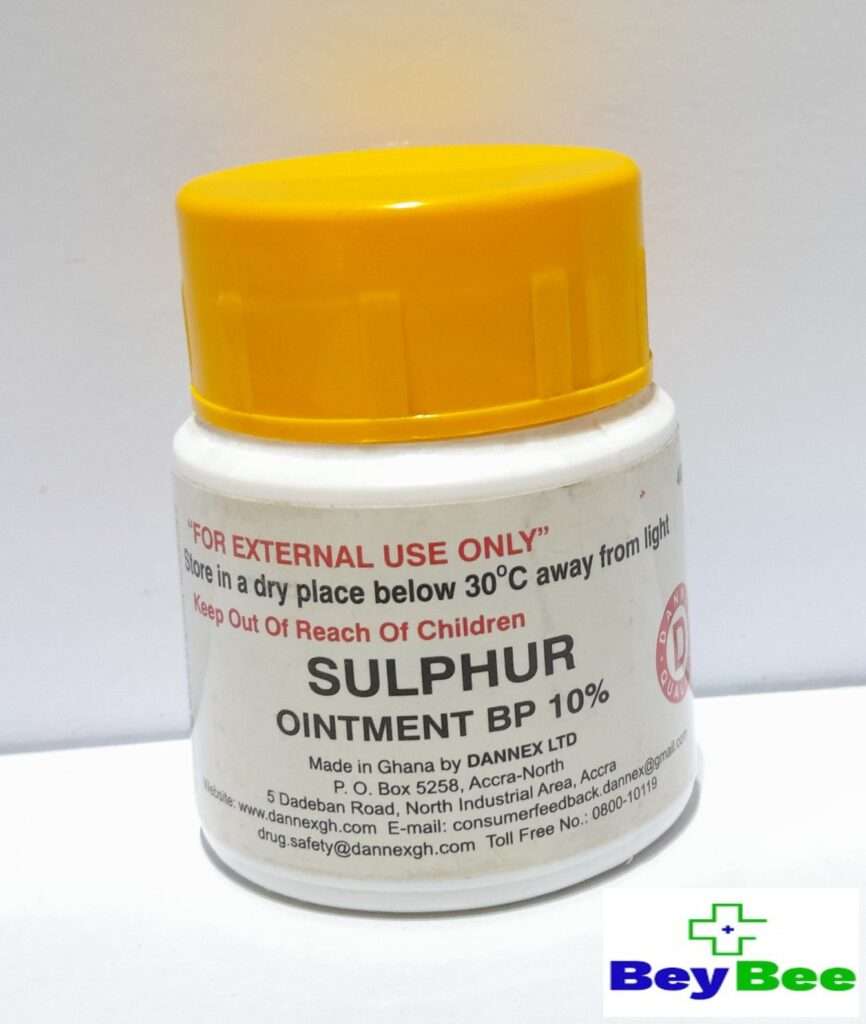 "FOR EXTERNAL USE ONLY"
Store in a dry place below 30°C away from light
Keep Out Of Reach Of Children
SULPHUR
OINTMENT BP 10%
Made in Ghana by DANNEX LTD
P. O. Box 5258, Accra-North
5 Dadeban Road, North Industrial Area, Accra
Website: www.dannexgh.com E-mail: consumerfeedback.dannex@gmail.com
drug.safety@dannexgh.com Toll Free No.: 0800-10119
D
BeyBee